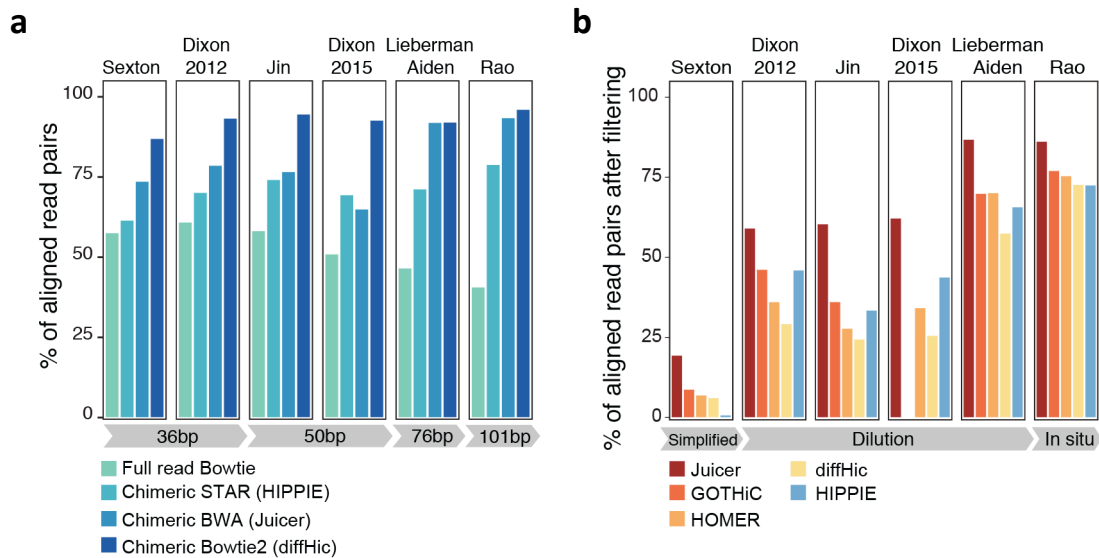 a
Sexton
Dixon
2012
Jin
Dixon
2015
Lieberman
Aiden
Rao
% of aligned read pairs
100
75
50
25
0
36bp
50bp
76bp
101bp
Full read Bowtie
Chimeric STAR (HIPPIE)
Chimeric BWA (Juicer)
Chimeric Bowtie2 (diffHic)
b
Sexton
Dixon
2012
Jin
Dixon
2015
Lieberman
Aiden
Rao
% of aligned read pairs after filtering
100
75
50
25
0
Simplified
Dilution
In situ
Juicer
GOTHiC
HOMER
diffHic
HIPPIE